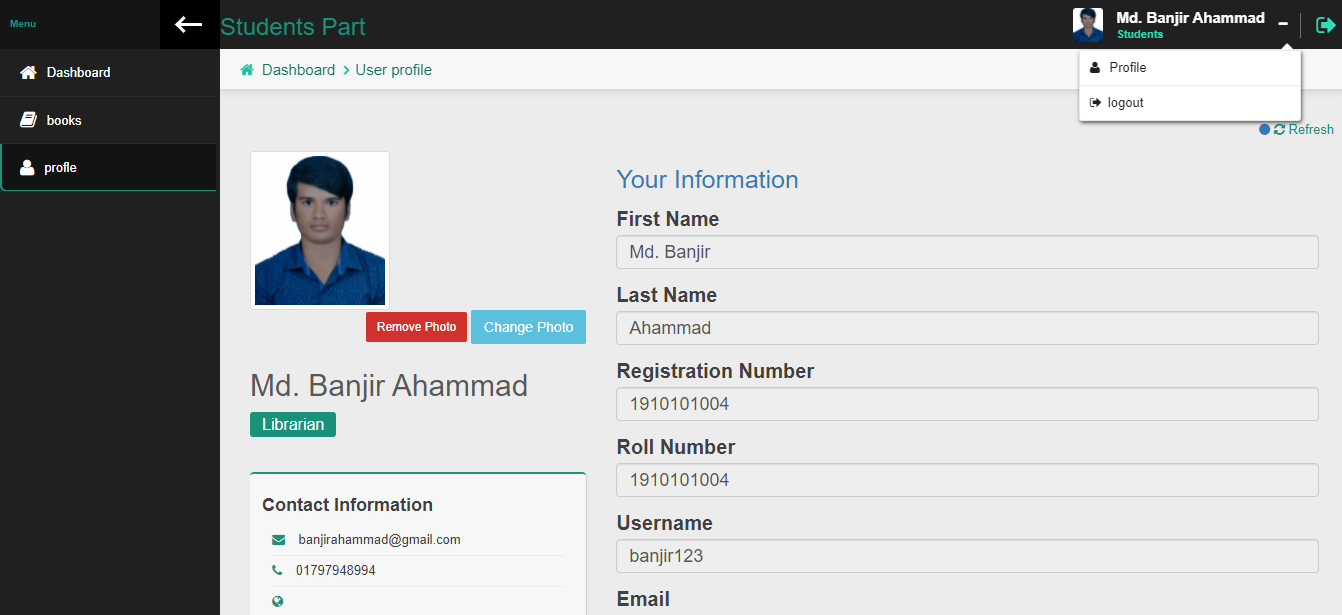 Menu
Students Part
Md. Banjir Ahammad
Students
Profile
logout
Dashboard
books
profle
Dashboard
User profile
Refresh
Remove Photo
Change Photo
Md. Banjir Ahammad
Librarian
Contact Information
banjirahammad@gmail.com
01797948994
Your Information
First Name
Md. Banjir
Last Name
Ahammad
Registration Number
1910101004
Roll Number
1910101004
Username
banjir123
Email